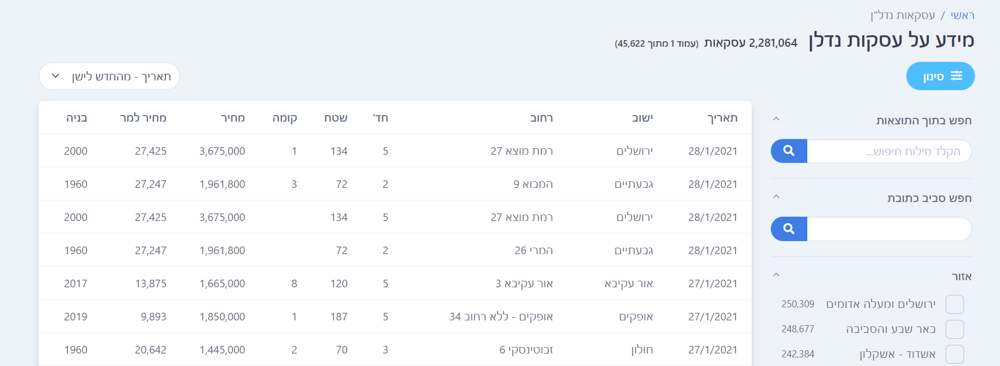 ראשי / עסקאות נדל"ן
מידע על עסקות נדלן 2,281,064 עסקאות (עמוד 1 מתוך 45,622)
סינון
תאריך - מהחדש לישן
חפש בתוך התוצאות
הקלד מילות חיפוש...
חפש סביב כתובת
אזור
ירושלים ומעלה אדומים 250,309
באר שבע והסביבה 248,677
אשדוד - אשקלון 242,384
תאריך ישוב רחוב חד' שטח קומה מחיר מחיר למר בניה
28/1/2021 ירושלים רמת מוצא 27 5 134 1 3,675,000 27,425 2000
28/1/2021 גבעתיים המבוא 9 2 72 3 1,961,800 27,247 1960
28/1/2021 ירושלים רמת מוצא 27 5 134 3,675,000 27,425 2000
28/1/2021 גבעתיים המרי 26 2 72 1,961,800 27,247 1960
27/1/2021 אור עקיבא אור עקיבא 3 5 120 8 1,665,000 13,875 2017
27/1/2021 אופקים אופקים - ללא רחוב 34 5 187 1 1,850,000 9,893 2019
27/1/2021 חולון זבוטינסקי 6 3 70 2 1,445,000 20,642 1960